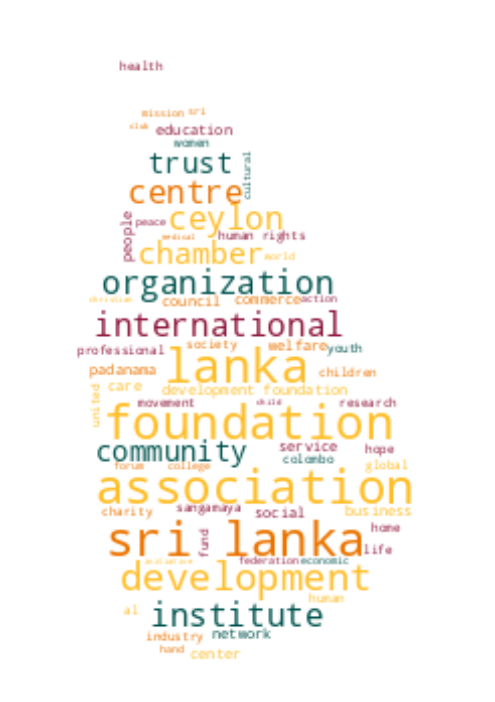 health
mission sri
club education
women
trust cultural
centre
people peace ceylon
medical human rights
chamber world
organization
christian council commerce action
international
professional society welfare youth
lanka
padanama children
united care development foundation
movement child research
foundation
community service hope
colombo
forum college global
association
charity sangamaya social business
sri lanka home
fund life
initiative federation economic
development
human
al institute
industry network
hand center